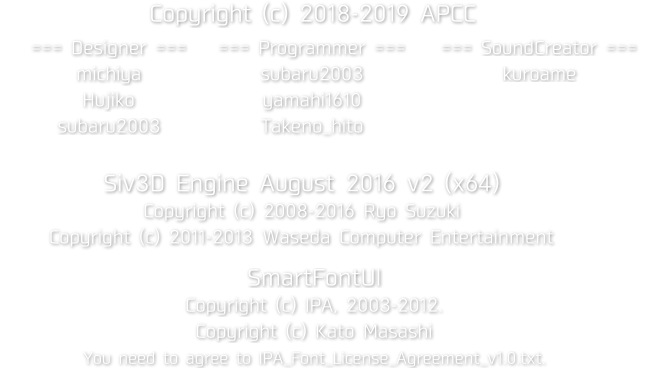 Copyright (c) 2018-2019 APCC
=== Designer === === Programmer === === SoundCreator ===
michiya subaru2003 kuroame
Hujiko yamahi1610
subaru2003 Takeno_hito
Siv3D Engine August 2016 v2 (x64)
Copyright (c) 2008-2016 Ryo Suzuki
Copyright (c) 2011-2013 Waseda Computer Entertainment
SmartFontUI
Copyright (c) IPA, 2003-2012.
Copyright (c) Kato Masashi
You need to agree to IPA_Font_License_Agreement_v1.0.txt.